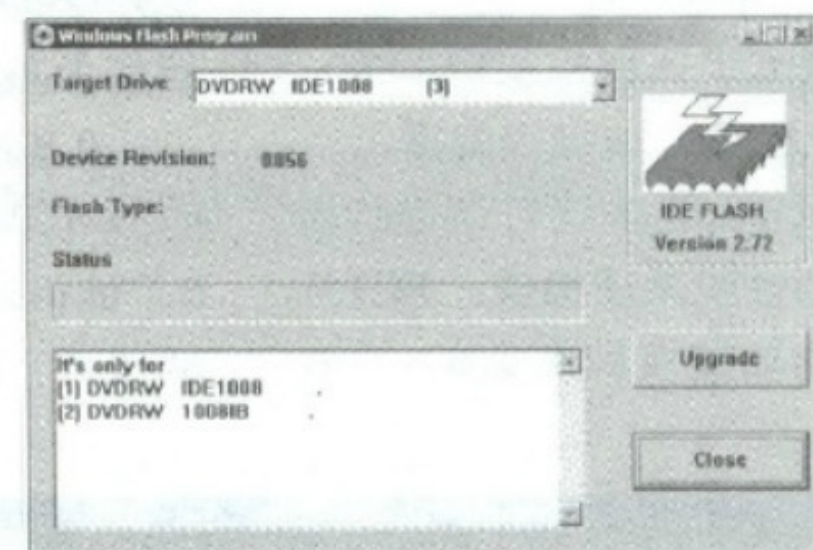 Windows Flash Program
Target Drive DVDRW IDE1008 (3)
Device Revision: 0056
Flash Type:
IDE FLASH
Version 2.72
Status
It's only for
(1) DVDRW IDE1008 .
(2) DVDRW 1008IB .
Upgrade
Close